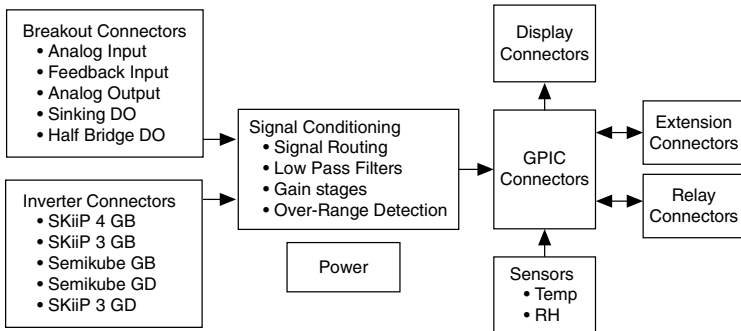 Breakout Connectors
• Analog Input
• Feedback Input
• Analog Output
• Sinking DO
• Half Bridge DO
Inverter Connectors
• SKiiP 4 GB
• SKiiP 3 GB
• Semikube GB
• Semikube GD
• SKiiP 3 GD
Signal Conditioning
• Signal Routing
• Low Pass Filters
• Gain stages
• Over-Range Detection
Power
Display
Connectors
GPIC
Connectors
Sensors
• Temp
• RH
Extension
Connectors
Relay
Connectors